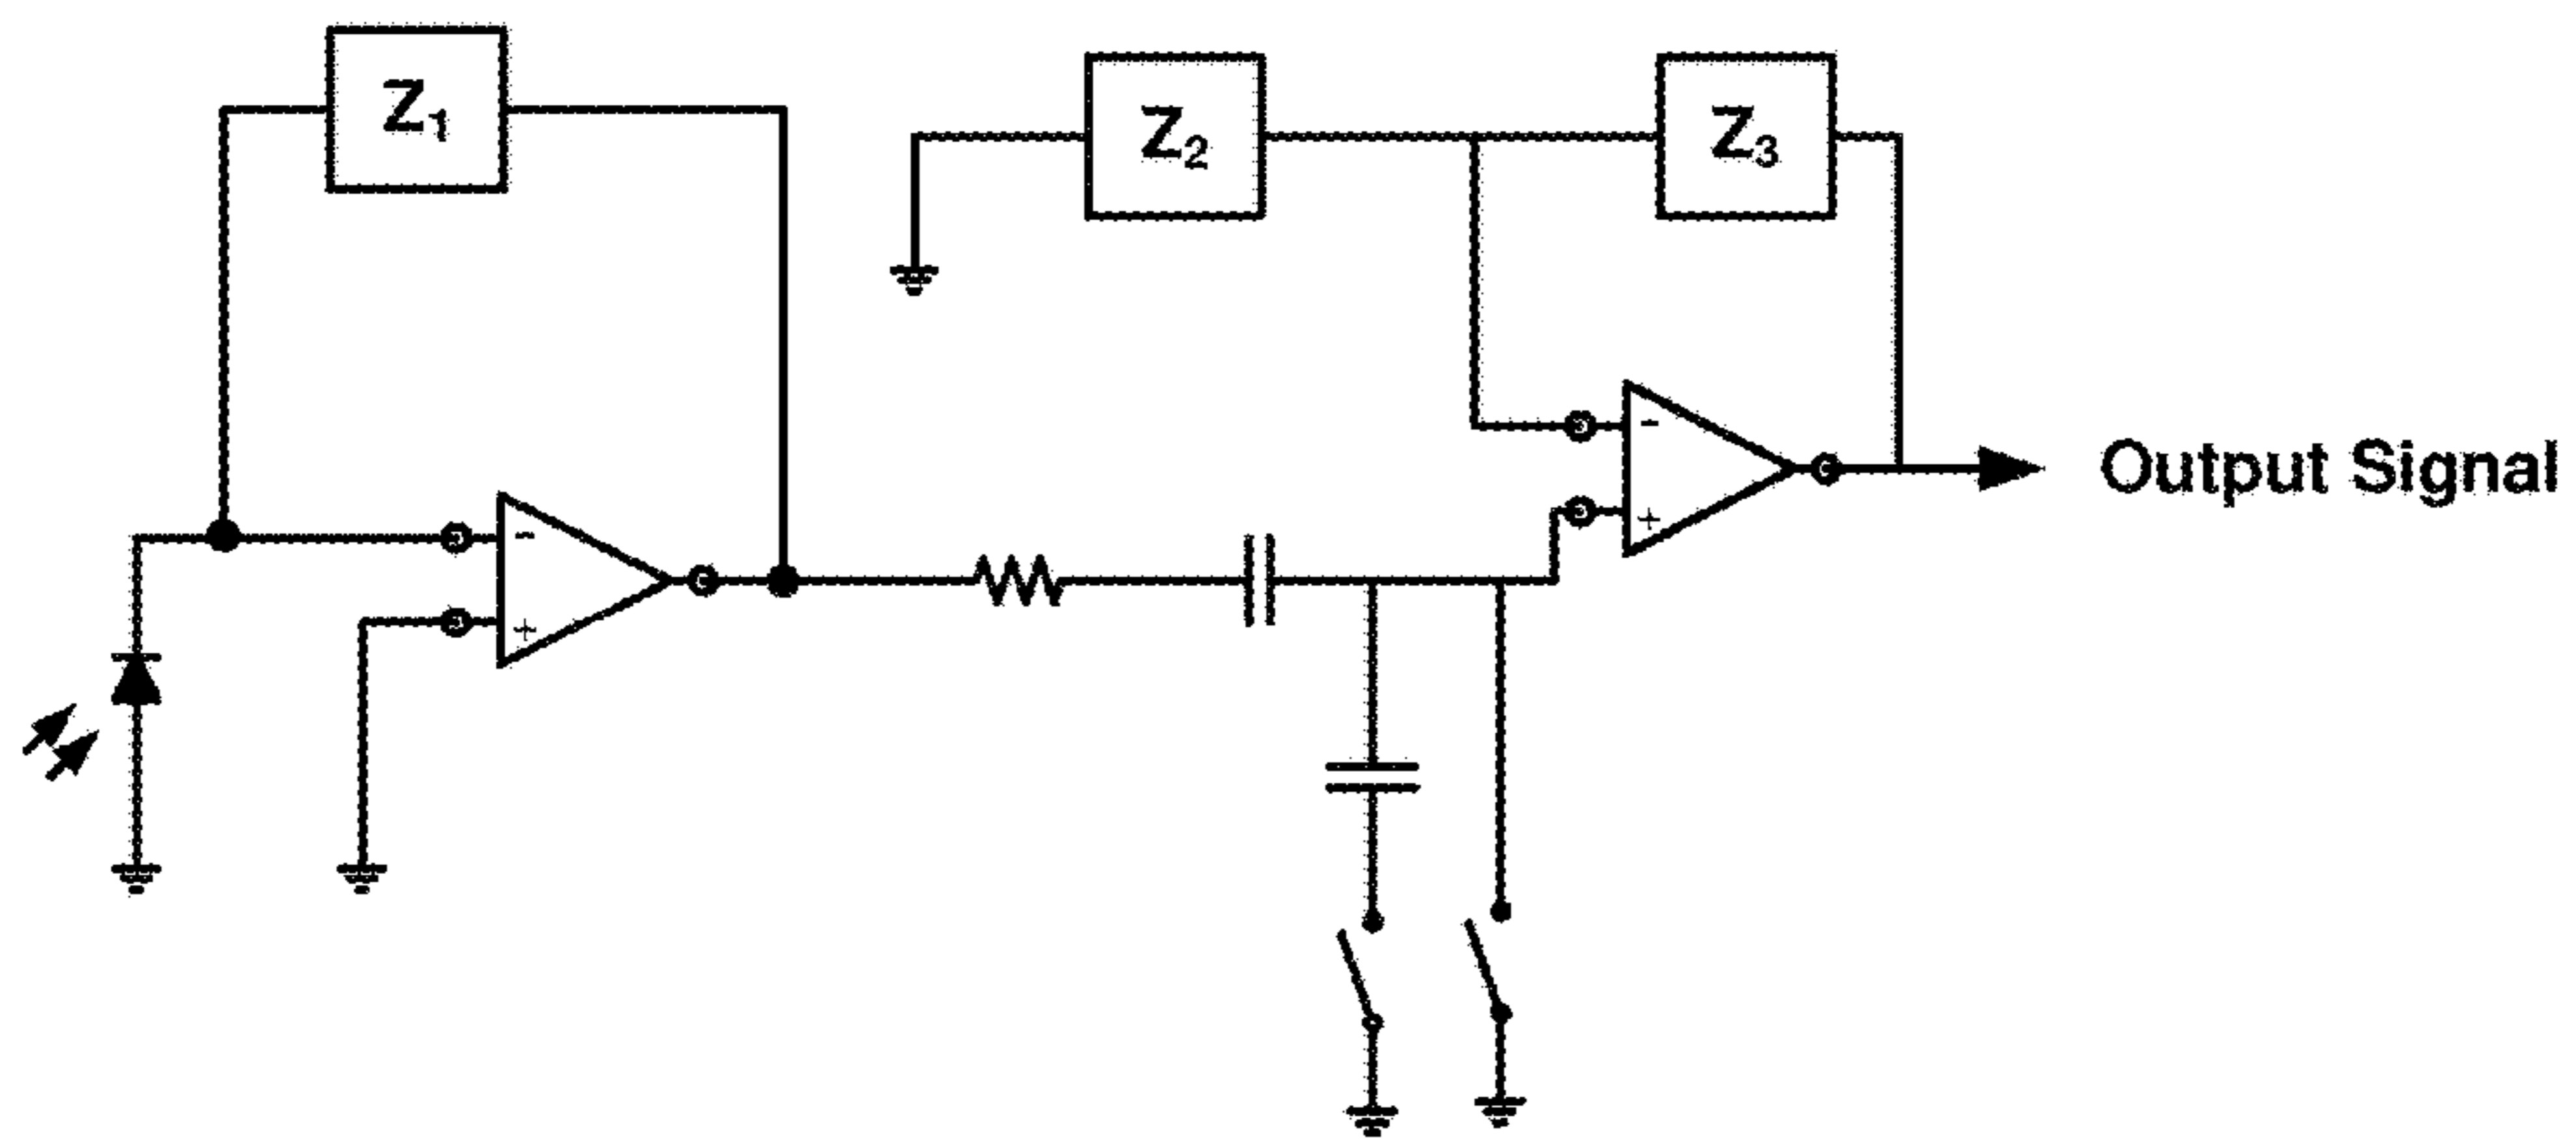 Z₁
Z₂
Z₃
-
+
-
+
Output Signal